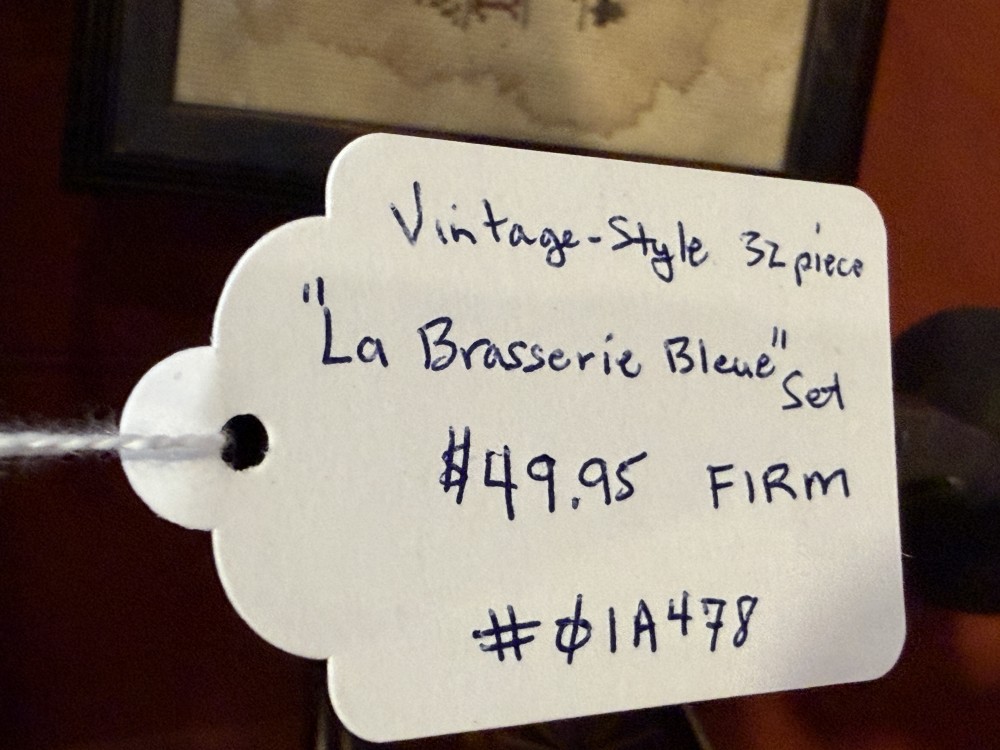 Vintage-Style 32 piece
"La Brasserie Bleue" Set
$49.95 FIRM
#Ø1A478